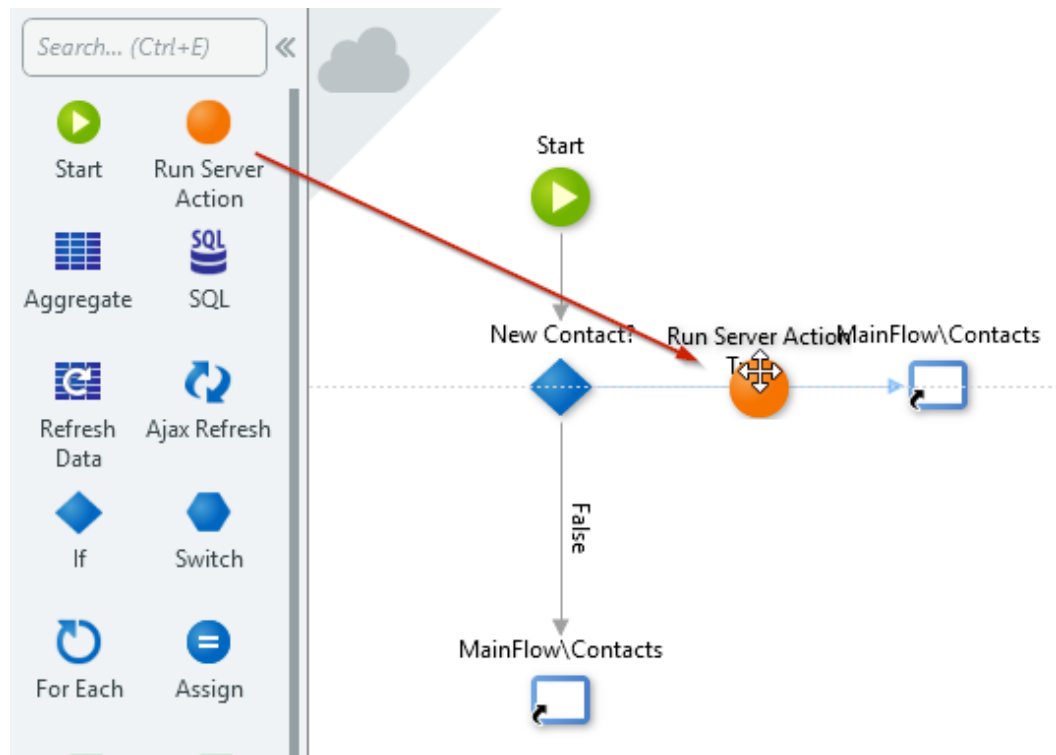 Search... (Ctrl+E)
Start
Run Server
Action
Aggregate
SQL
SQL
Refresh
Data
Ajax Refresh
If
Switch
For Each
Assign
Start
New Contact?
Run Server Action
MainFlow\Contacts
False
MainFlow\Contacts